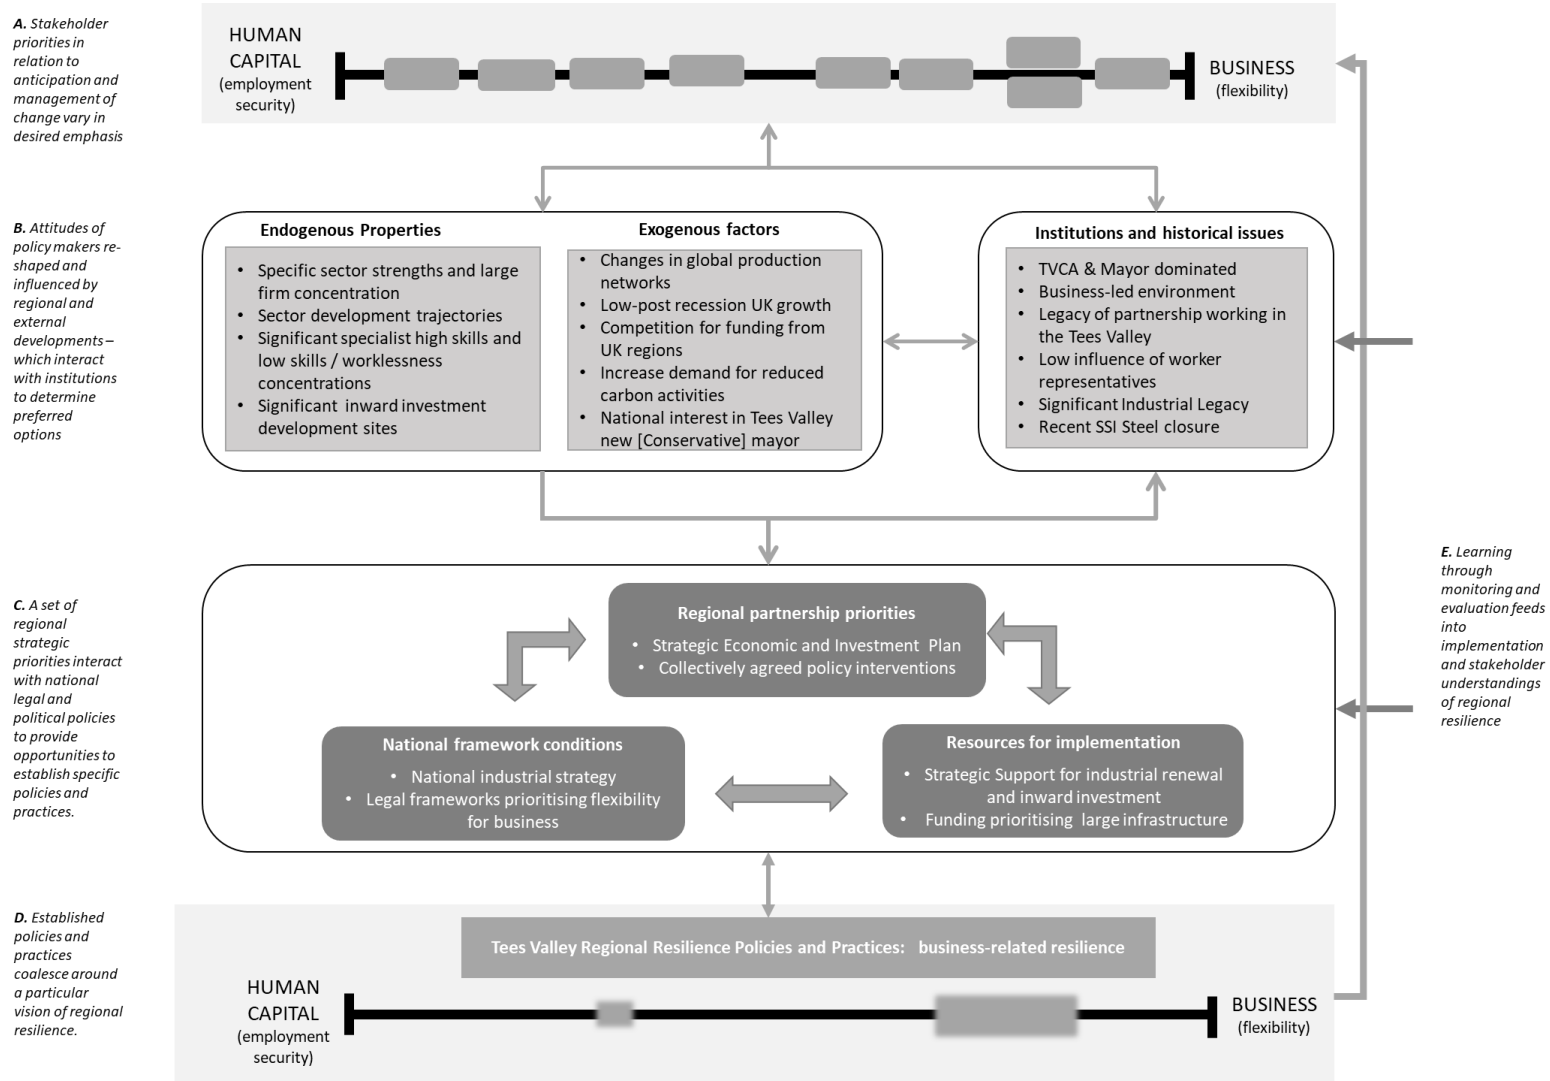 A. Stakeholder
priorities in
relation to
anticipation and
management of
change vary in
desired emphasis
HUMAN
CAPITAL
(employment
security)
BUSINESS
(flexibility)
B. Attitudes of
policy makers re-
shaped and
influenced by
regional and
external
developments –
which interact
with institutions
to determine
preferred
options
Endogenous Properties
• Specific sector strengths and large
firm concentration
• Sector development trajectories
• Significant specialist high skills and
low skills / worklessness
concentrations
• Significant inward investment
development sites
Exogenous factors
• Changes in global production
networks
• Low-post recession UK growth
• Competition for funding from
UK regions
• Increase demand for reduced
carbon activities
• National interest in Tees Valley
new [Conservative] mayor
Institutions and historical issues
• TVCA & Mayor dominated
• Business-led environment
• Legacy of partnership working in
the Tees Valley
• Low influence of worker
representatives
• Significant Industrial Legacy
• Recent SSI Steel closure
C. A set of
regional
strategic
priorities interact
with national
legal and
political policies
to provide
opportunities to
establish specific
policies and
practices.
Regional partnership priorities
• Strategic Economic and Investment Plan
• Collectively agreed policy interventions
National framework conditions
• National industrial strategy
• Legal frameworks prioritising flexibility
for business
Resources for implementation
• Strategic Support for industrial renewal
and inward investment
• Funding prioritising large infrastructure
E. Learning
through
monitoring and
evaluation feeds
into
implementation
and stakeholder
understandings
of regional
resilience
D. Established
policies and
practices
coalesce around
a particular
vision of regional
resilience.
Tees Valley Regional Resilience Policies and Practices: business-related resilience
HUMAN
CAPITAL
(employment
security)
BUSINESS
(flexibility)